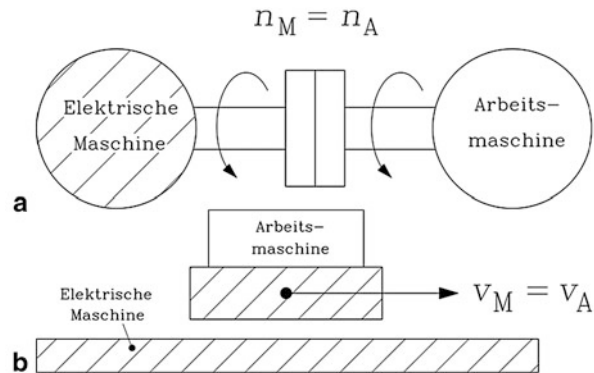 n_M = n_A
Elektrische
Maschine
Arbeits-
maschine
a
Arbeits-
maschine
Elektrische
Maschine
v_M = v_A
b